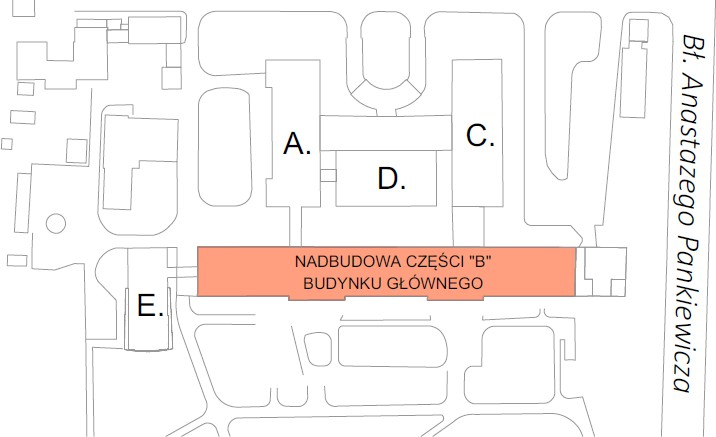 A.
C.
D.
NADBUDOWA CZĘŚCI "B"
BUDYNKU GŁÓWNEGO
E.
Bł. Anastazego Pankiewicza